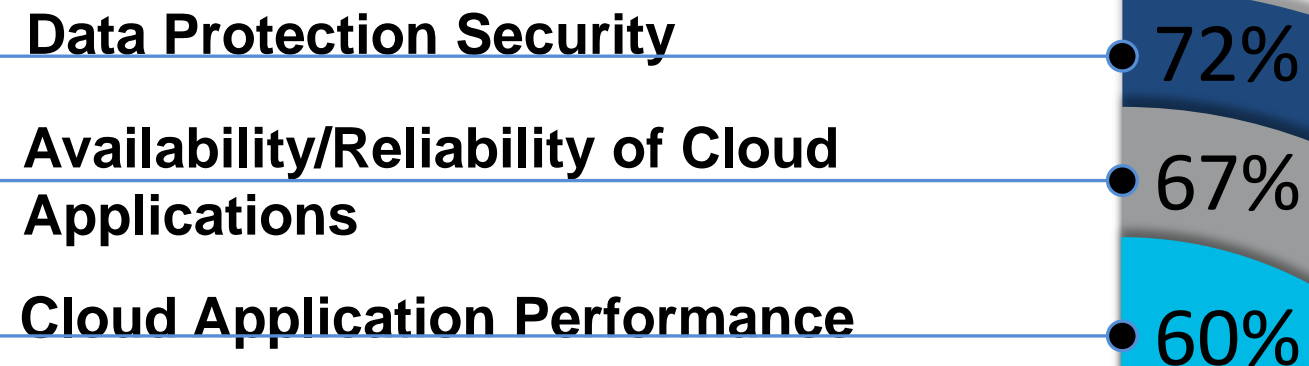 Data Protection Security
72%
Availability/Reliability of Cloud
Applications
67%
Cloud Application Performance
60%